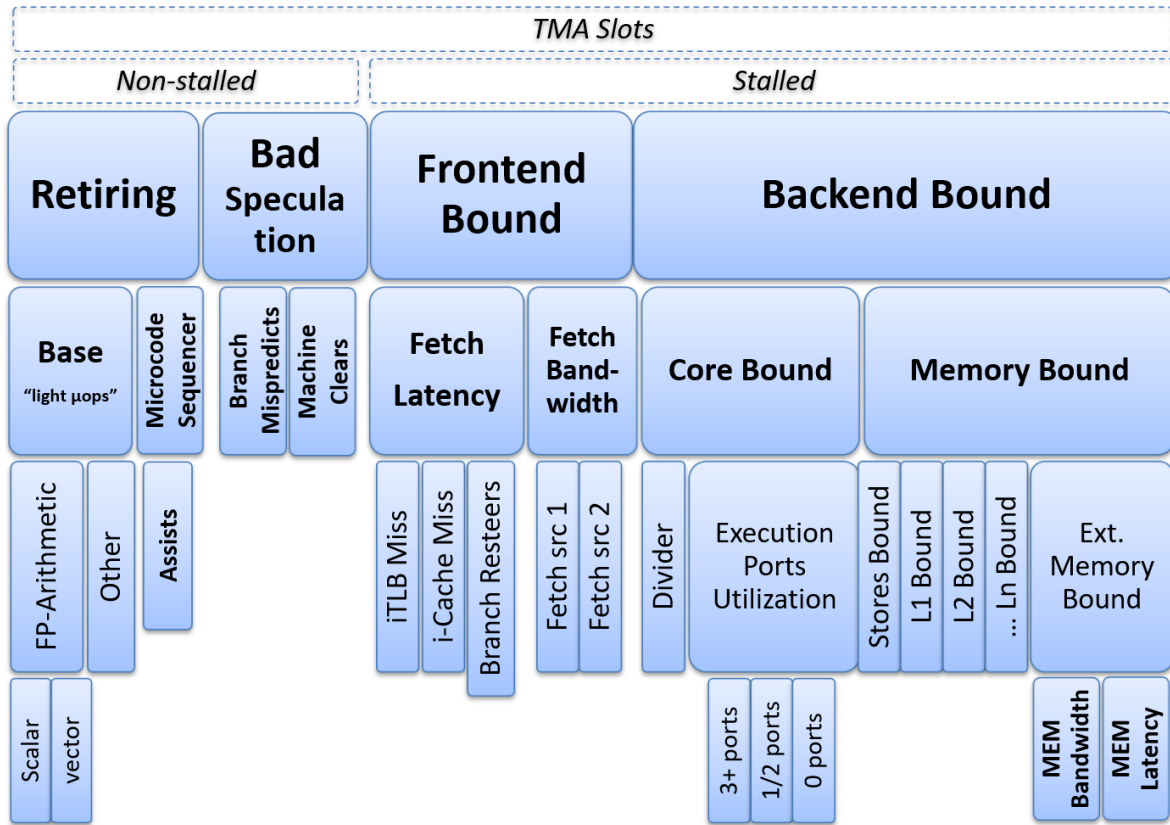 TMA Slots
Non-stalled
Stalled
Retiring
Bad
Specula
tion
Frontend
Bound
Backend Bound
Base
“light μops”
Microcode
Sequencer
Branch
Mispredicts
Machine
Clears
Fetch
Latency
Fetch
Band-
width
Core Bound
Memory Bound
FP-Arithmetic
Other
Assists
iTLB Miss
i-Cache Miss
Branch Resteers
Fetch src 1
Fetch src 2
Divider
Execution
Ports
Utilization
Stores Bound
L1 Bound
L2 Bound
... Ln Bound
Ext.
Memory
Bound
Scalar
vector
3+ ports
1/2 ports
0 ports
MEM
Bandwidth
MEM
Latency